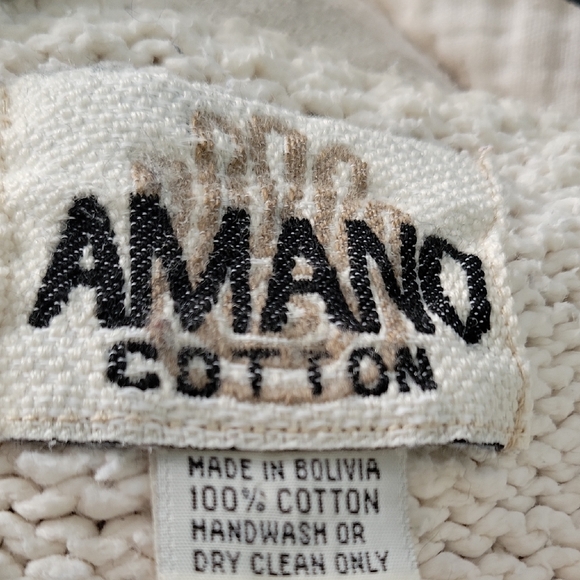 AMANO
COTTON
MADE IN BOLIVIA
100% COTTON
HANDWASH OR
DRY CLEAN ONLY